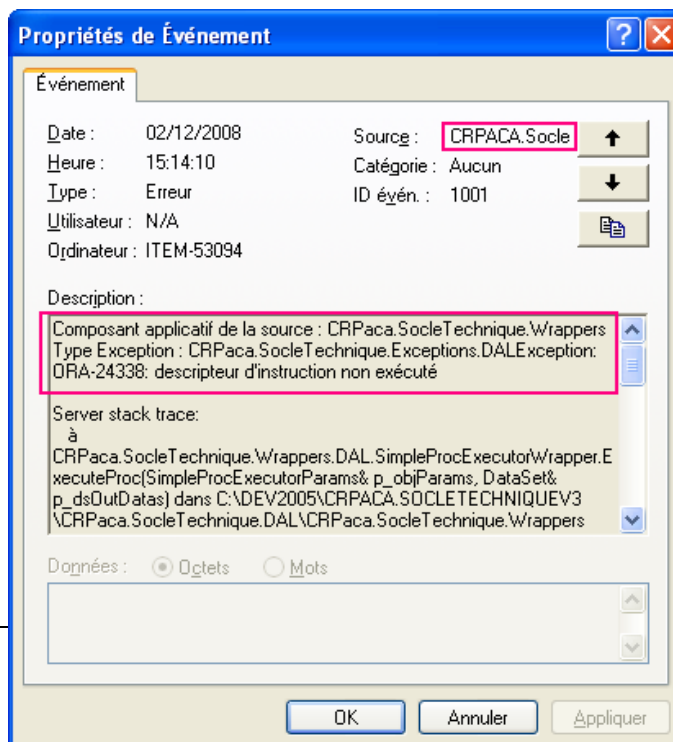 Propriétés de Événement
Événement
Date : 02/12/2008 Source : CRPACA.Socle
Heure : 15:14:10 Catégorie : Aucun
Type : Erreur ID évén. : 1001
Utilisateur : N/A
Ordinateur : ITEM-53094
Description :
Composant applicatif de la source : CRPaca.SocleTechnique.Wrappers
Type Exception : CRPaca.SocleTechnique.Exceptions.DALException:
ORA-24338: descripteur d'instruction non exécuté
Server stack trace:
à
CRPaca.SocleTechnique.Wrappers.DAL.SimpleProcExecutorWrapper.E
xecuteProc(SimpleProcExecutorParams& p_objParams, DataSet&
p_dsOutDatas) dans C:\DEV2005\CRPACA.SOCLETECHNIQUEV3
\CRPaca.SocleTechnique.DAL\CRPaca.SocleTechnique.Wrappers
Données : Octets Mots
OK Annuler Appliquer